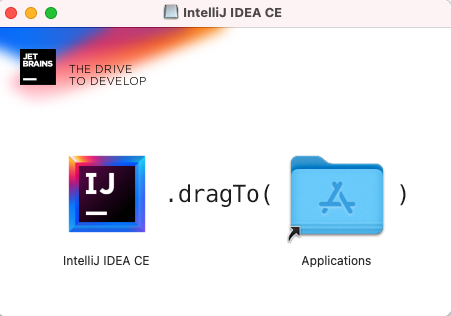 IntelliJ IDEA CE
JET
BRAINS
THE DRIVE
TO DEVELOP
IJ
.dragTo( )
IntelliJ IDEA CE
Applications